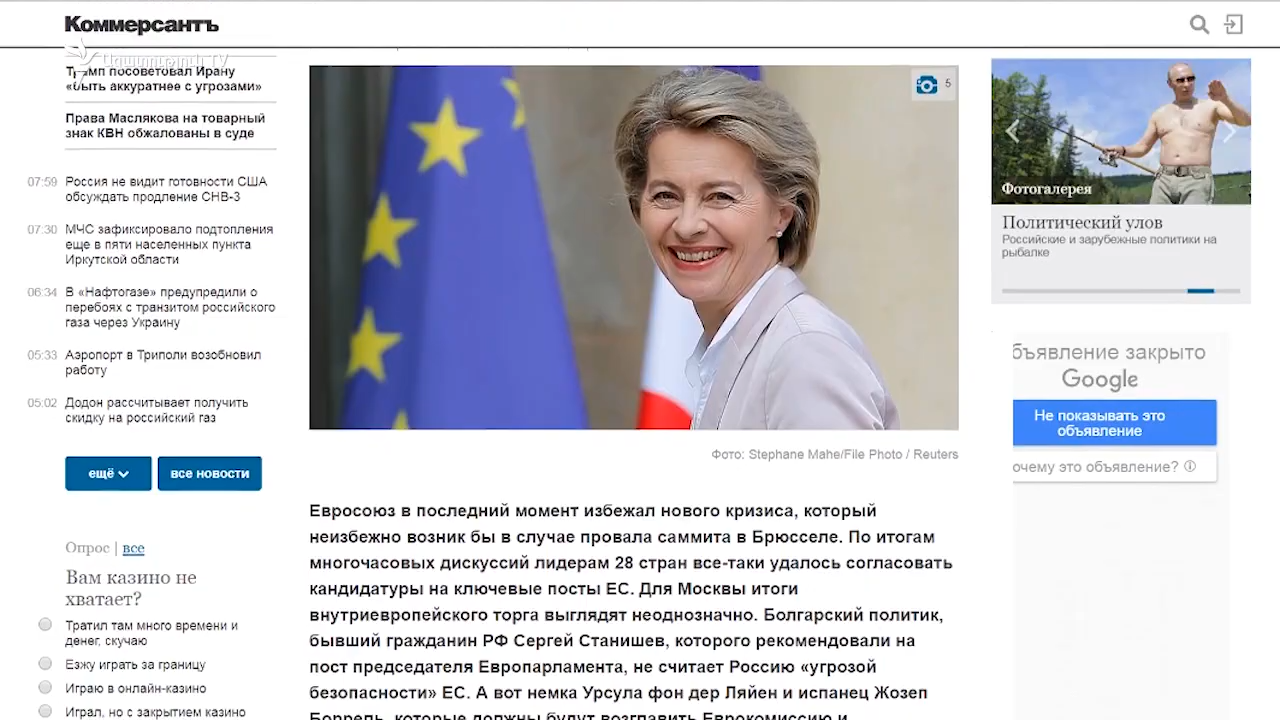 Коммерсантъ
Ազատություն TV
Трамп посоветовал Ирану
«быть аккуратнее с угрозами»
Права Маслякова на товарный
знак КВН обжалованы в суде
07:59 Россия не видит готовности США
обсуждать продление СНВ-3
07:30 МЧС зафиксировало подтопления
еще в пяти населенных пункта
Иркутской области
06:34 В «Нафтогазе» предупредили о
перебоях с транзитом российского
газа через Украину
05:33 Аэропорт в Триполи возобновил
работу
05:02 Додон рассчитывает получить
скидку на российский газ
ещё
все новости
Опрос | все
Вам казино не
хватает?
Тратил там много времени и
денег, скучаю
Езжу играть за границу
Играю в онлайн-казино
Играл, но с закрытием казино
5
Фото: Stephane Mahe/File Photo / Reuters
Евросоюз в последний момент избежал нового кризиса, который
неизбежно возник бы в случае провала саммита в Брюсселе. По итогам
многочасовых дискуссий лидерам 28 стран все-таки удалось согласовать
кандидатуры на ключевые посты ЕС. Для Москвы итоги
внутриевропейского торга выглядят неоднозначно. Болгарский политик,
бывший гражданин РФ Сергей Станишев, которого рекомендовали на
пост председателя Европарламента, не считает Россию «угрозой
безопасности» ЕС. А вот немка Урсула фон дер Ляйен и испанец Жозеп
Боррель, которые должны будут возглавить Еврокомиссию и
Фотогалерея
Политический улов
Российские и зарубежные политики на
рыбалке
бъявление закрыто
Google
Не показывать это
объявление
очему это объявление?